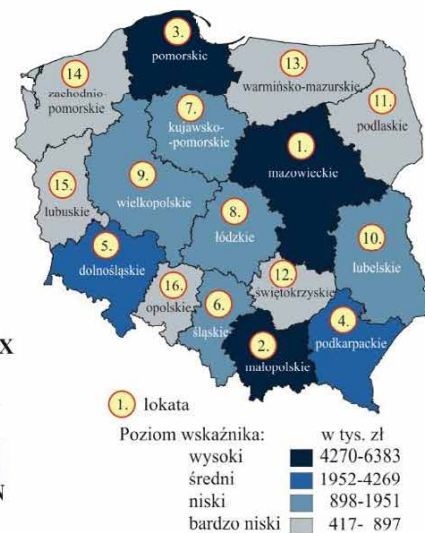 3.
pomorskie
14
zachodnio-
pomorskie
13.
warmińsko-mazurskie
11.
podlaskie
7.
kujawsko-
-pomorskie
1.
mazowieckie
15.
lubuskie
9.
wielkopolskie
8.
łódzkie
10.
lubelskie
5.
dolnośląskie
12.
świętokrzyskie
16.
opolskie
6.
śląskie
2.
małopolskie
4.
podkarpackie
X
N
1. lokata
Poziom wskaźnika: w tys. zł
wysoki 4270-6383
średni 1952-4269
niski 898-1951
bardzo niski 417- 897